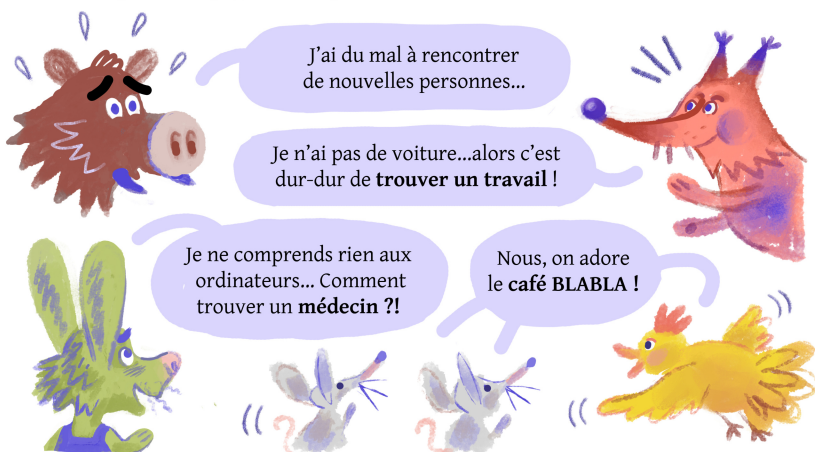 J’ai du mal à rencontrer
de nouvelles personnes...
Je n’ai pas de voiture...alors c’est
dur-dur de trouver un travail !
Je ne comprends rien aux
ordinateurs... Comment
trouver un médecin ?!
Nous, on adore
le café BLABLA !